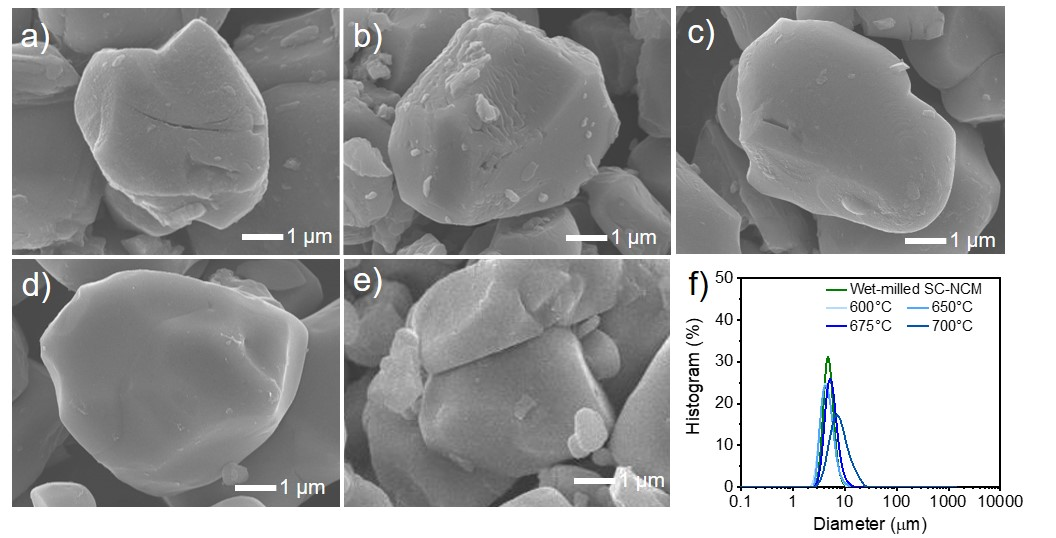 a)
b)
c)
1 µm
1 µm
1 µm
d)
e)
f)
1 µm
1 µm
Wet-milled SC-NCM
600°C 650°C
675°C 700°C
50
40
30
20
10
0
Histogram (%)
0.1 1 10 100 1000 10000
Diameter (µm)